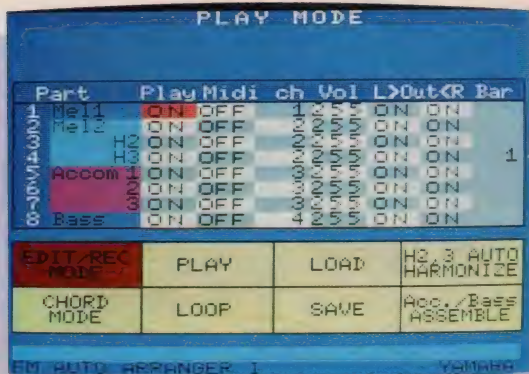 PLAY MODE
Part Play Midi ch Vol L>Out<R Bar
1 Mel1 ON OFF 1 255 ON ON
2 Mel2 ON OFF 2 255 ON ON
3 H2 ON OFF 2 255 ON ON
4 H3 ON OFF 2 255 ON ON 1
5 Accom 1 ON OFF 3 255 ON ON
6 2 ON OFF 3 255 ON ON
7 3 ON OFF 3 255 ON ON
8 Bass ON OFF 4 255 ON ON
EDIT/REC MODE
PLAY
LOAD
H2,3 AUTO HARMONIZE
CHORD MODE
LOOP
SAVE
Acc./Bass ASSEMBLE
FM AUTO ARRANGER I YAMAHA